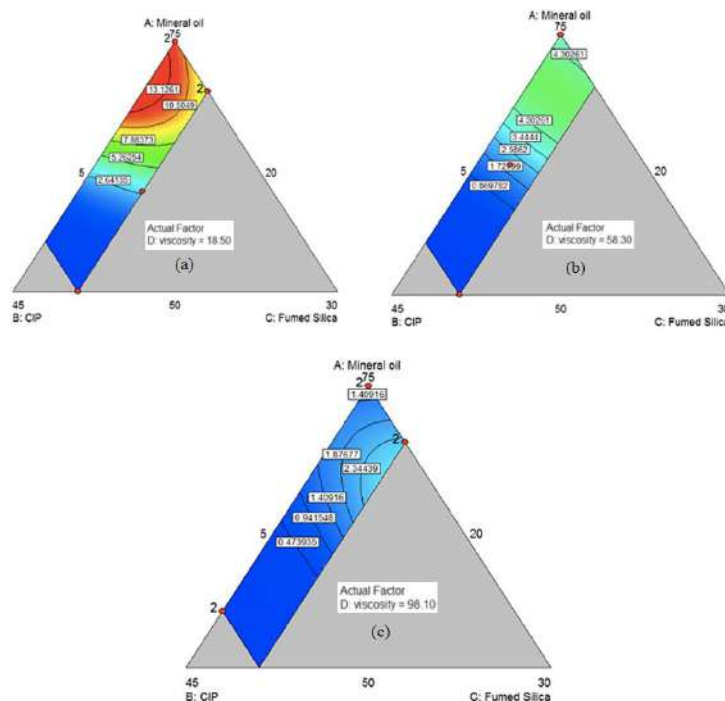 A: Mineral oil
75
2
13.1261
2
10.5049
7.88373
5.26254
5
2.64135
20
Actual Factor
D: viscosity = 18.50
(a)
45
50
30
B: CIP
C: Fumed Silica
A: Mineral oil
75
4.30261
4.30261
3.4444
2.5862
5
20
0.869782
Actual Factor
D: viscosity = 58.30
(b)
45
50
30
B: CIP
C: Fumed Silica
A: Mineral oil
2 75
1.40916
2
1.87677
2.34439
1.40916
0.941548
5
0.473935
20
Actual Factor
D: viscosity = 98.10
2
(c)
45
50
30
B: CIP
C: Fumed Silica